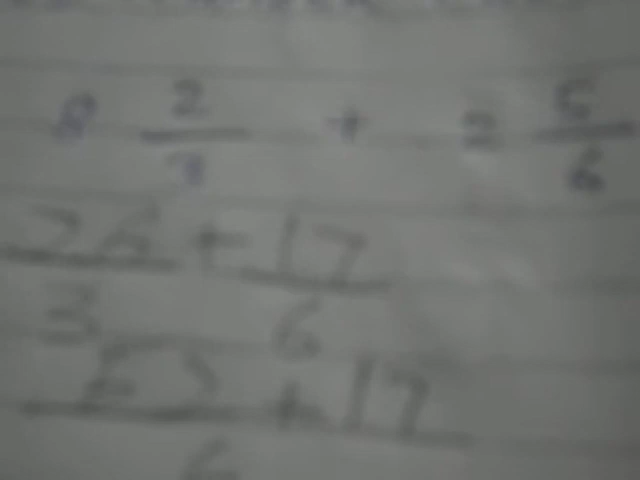 8 2/3 + 2 5/6
26/3 + 17/6
52 + 17 / 6